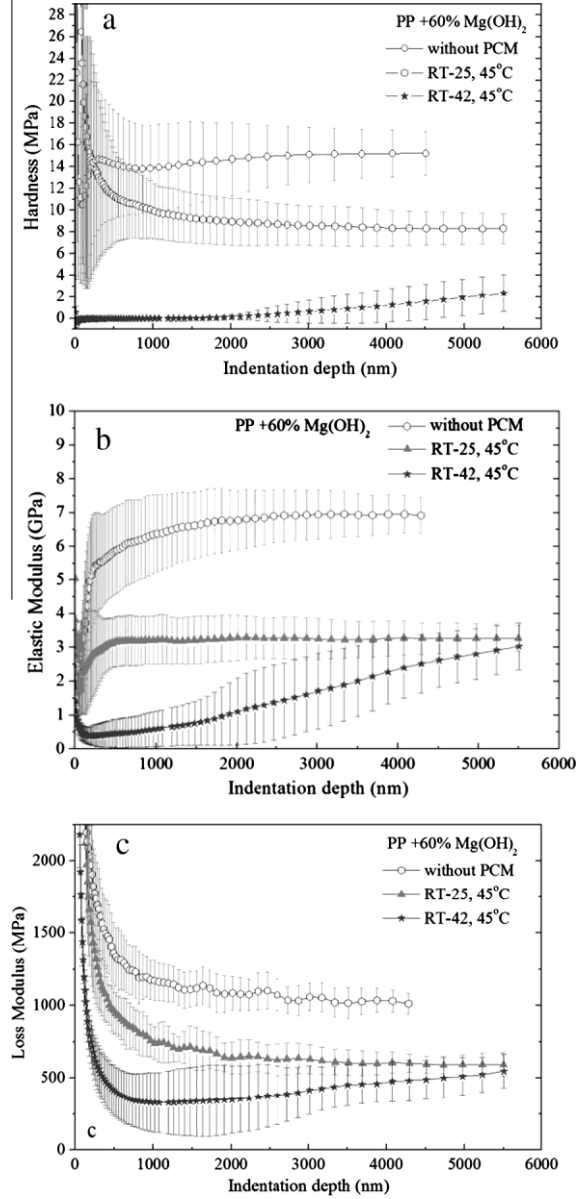 a
PP +60% Mg(OH)2
without PCM
RT-25, 45°C
RT-42, 45°C
Hardness (MPa)
28
26
24
22
20
18
16
14
12
10
8
6
4
2
0
0 1000 2000 3000 4000 5000 6000
Indentation depth (nm)
b
PP +60% Mg(OH)2
without PCM
RT-25, 45°C
RT-42, 45°C
Elastic Modulus (GPa)
10
9
8
7
6
5
4
3
2
1
0
0 1000 2000 3000 4000 5000 6000
Indentation depth (nm)
c
PP +60% Mg(OH)2
without PCM
RT-25, 45°C
RT-42, 45°C
Loss Modulus (MPa)
2000
1500
1000
500
0
c
0 1000 2000 3000 4000 5000 6000
Indentation depth (nm)